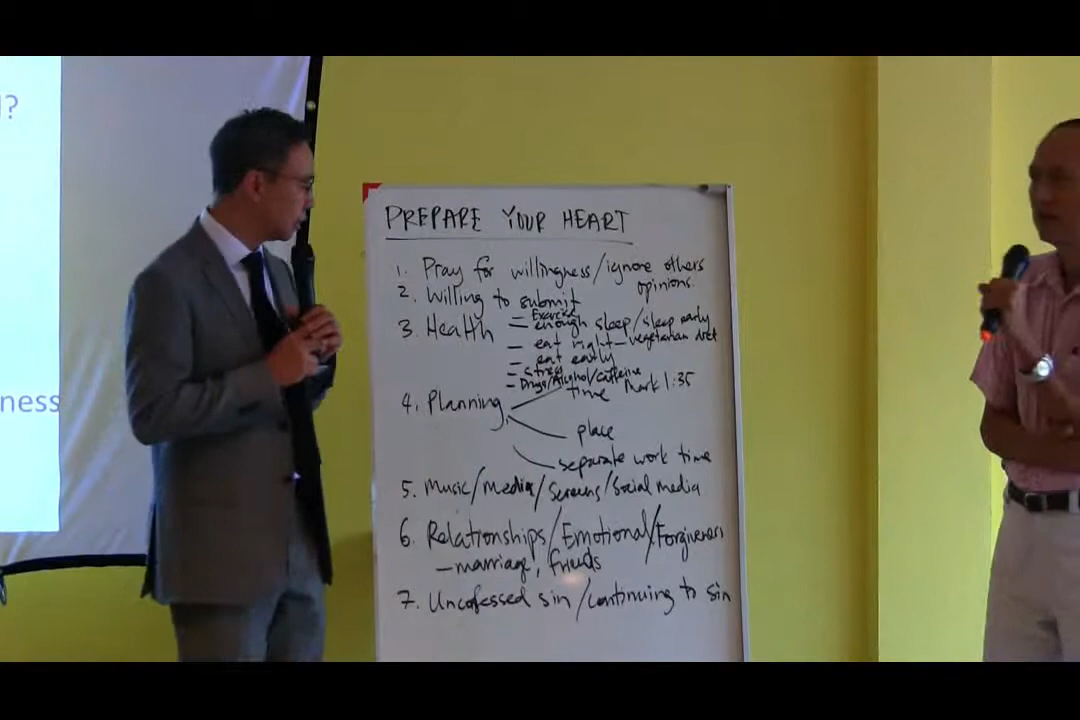 ?
ness
PREPARE YOUR HEART
1. Pray for willingness/ignore others
opinions.
2. Willing to submit
3. Health
– Exercise
– enough sleep/sleep early
– eat right – vegetarian diet
– eat early
– stress
– Drugs/Alcohol/Caffeine
4. Planning
time Mark 1:35
place
separate work time
5. Music/Media/Screens/Social media
6. Relationships/Emotional/Forgiveness
– marriage, friends
7. Uncofessed sin/continuing to sin